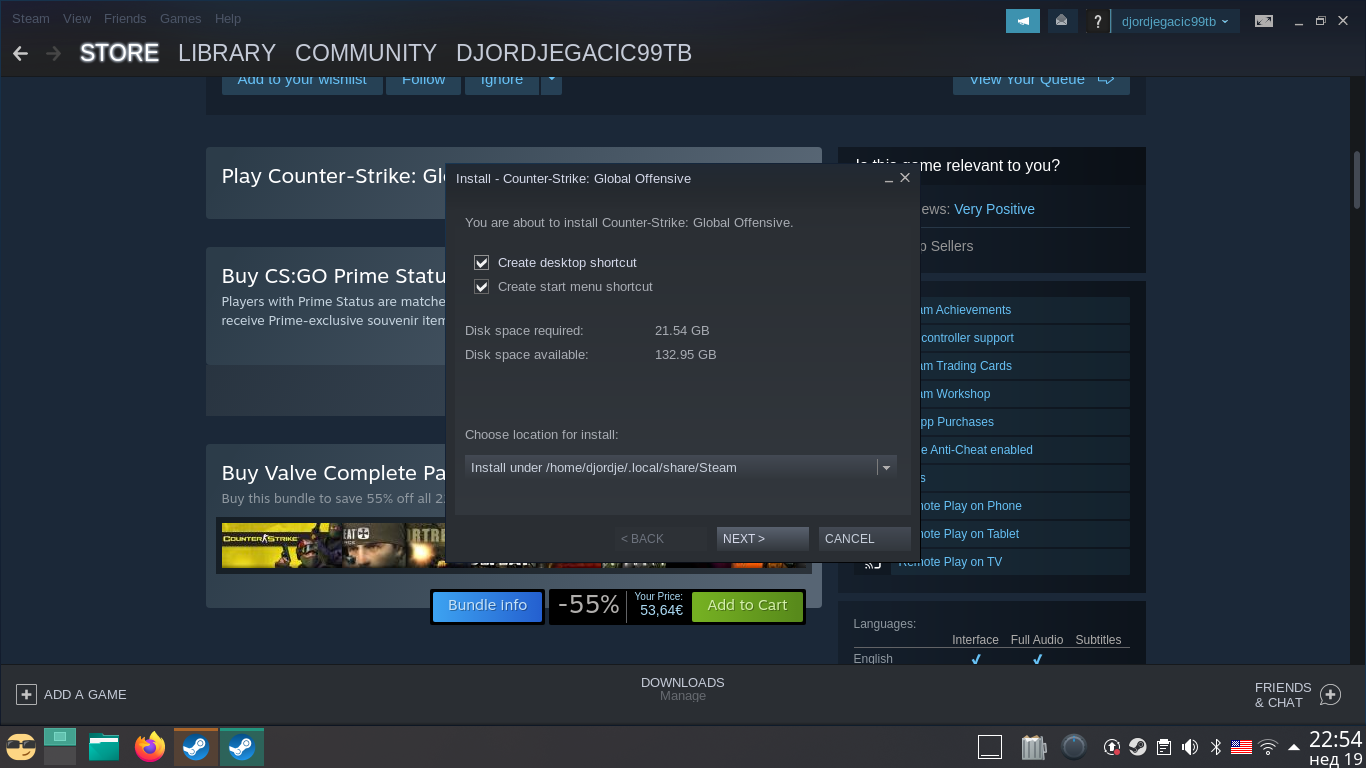 Steam View Friends Games Help
? djordjegacic99tb
STORE LIBRARY COMMUNITY DJORDJEGACIC99TB
Add to your wishlist Follow Ignore View Your Queue
Play Counter-Strike:
Buy CS:GO Prime Statu
Players with Prime Status are matche
receive Prime-exclusive souvenir item
Buy Valve Complete Pa
Buy this bundle to save 55% off all 2
COUNTER STRIKE
Bundle Info -55% Your Price:
53,64€
Add to Cart
Install - Counter-Strike: Global Offensive
You are about to install Counter-Strike: Global Offensive.
Create desktop shortcut
Create start menu shortcut
Disk space required: 21.54 GB
Disk space available: 132.95 GB
Choose location for install:
Install under /home/djordje/.local/share/Steam
< BACK NEXT > CANCEL
Is this game relevant to you?
ews: Very Positive
p Sellers
am Achievements
controller support
am Trading Cards
am Workshop
pp Purchases
e Anti-Cheat enabled
s
note Play on Phone
note Play on Tablet
Remote Play on TV
Languages:
Interface Full Audio Subtitles
English
ADD A GAME
DOWNLOADS
Manage
FRIENDS
& CHAT
22:54
нед 19